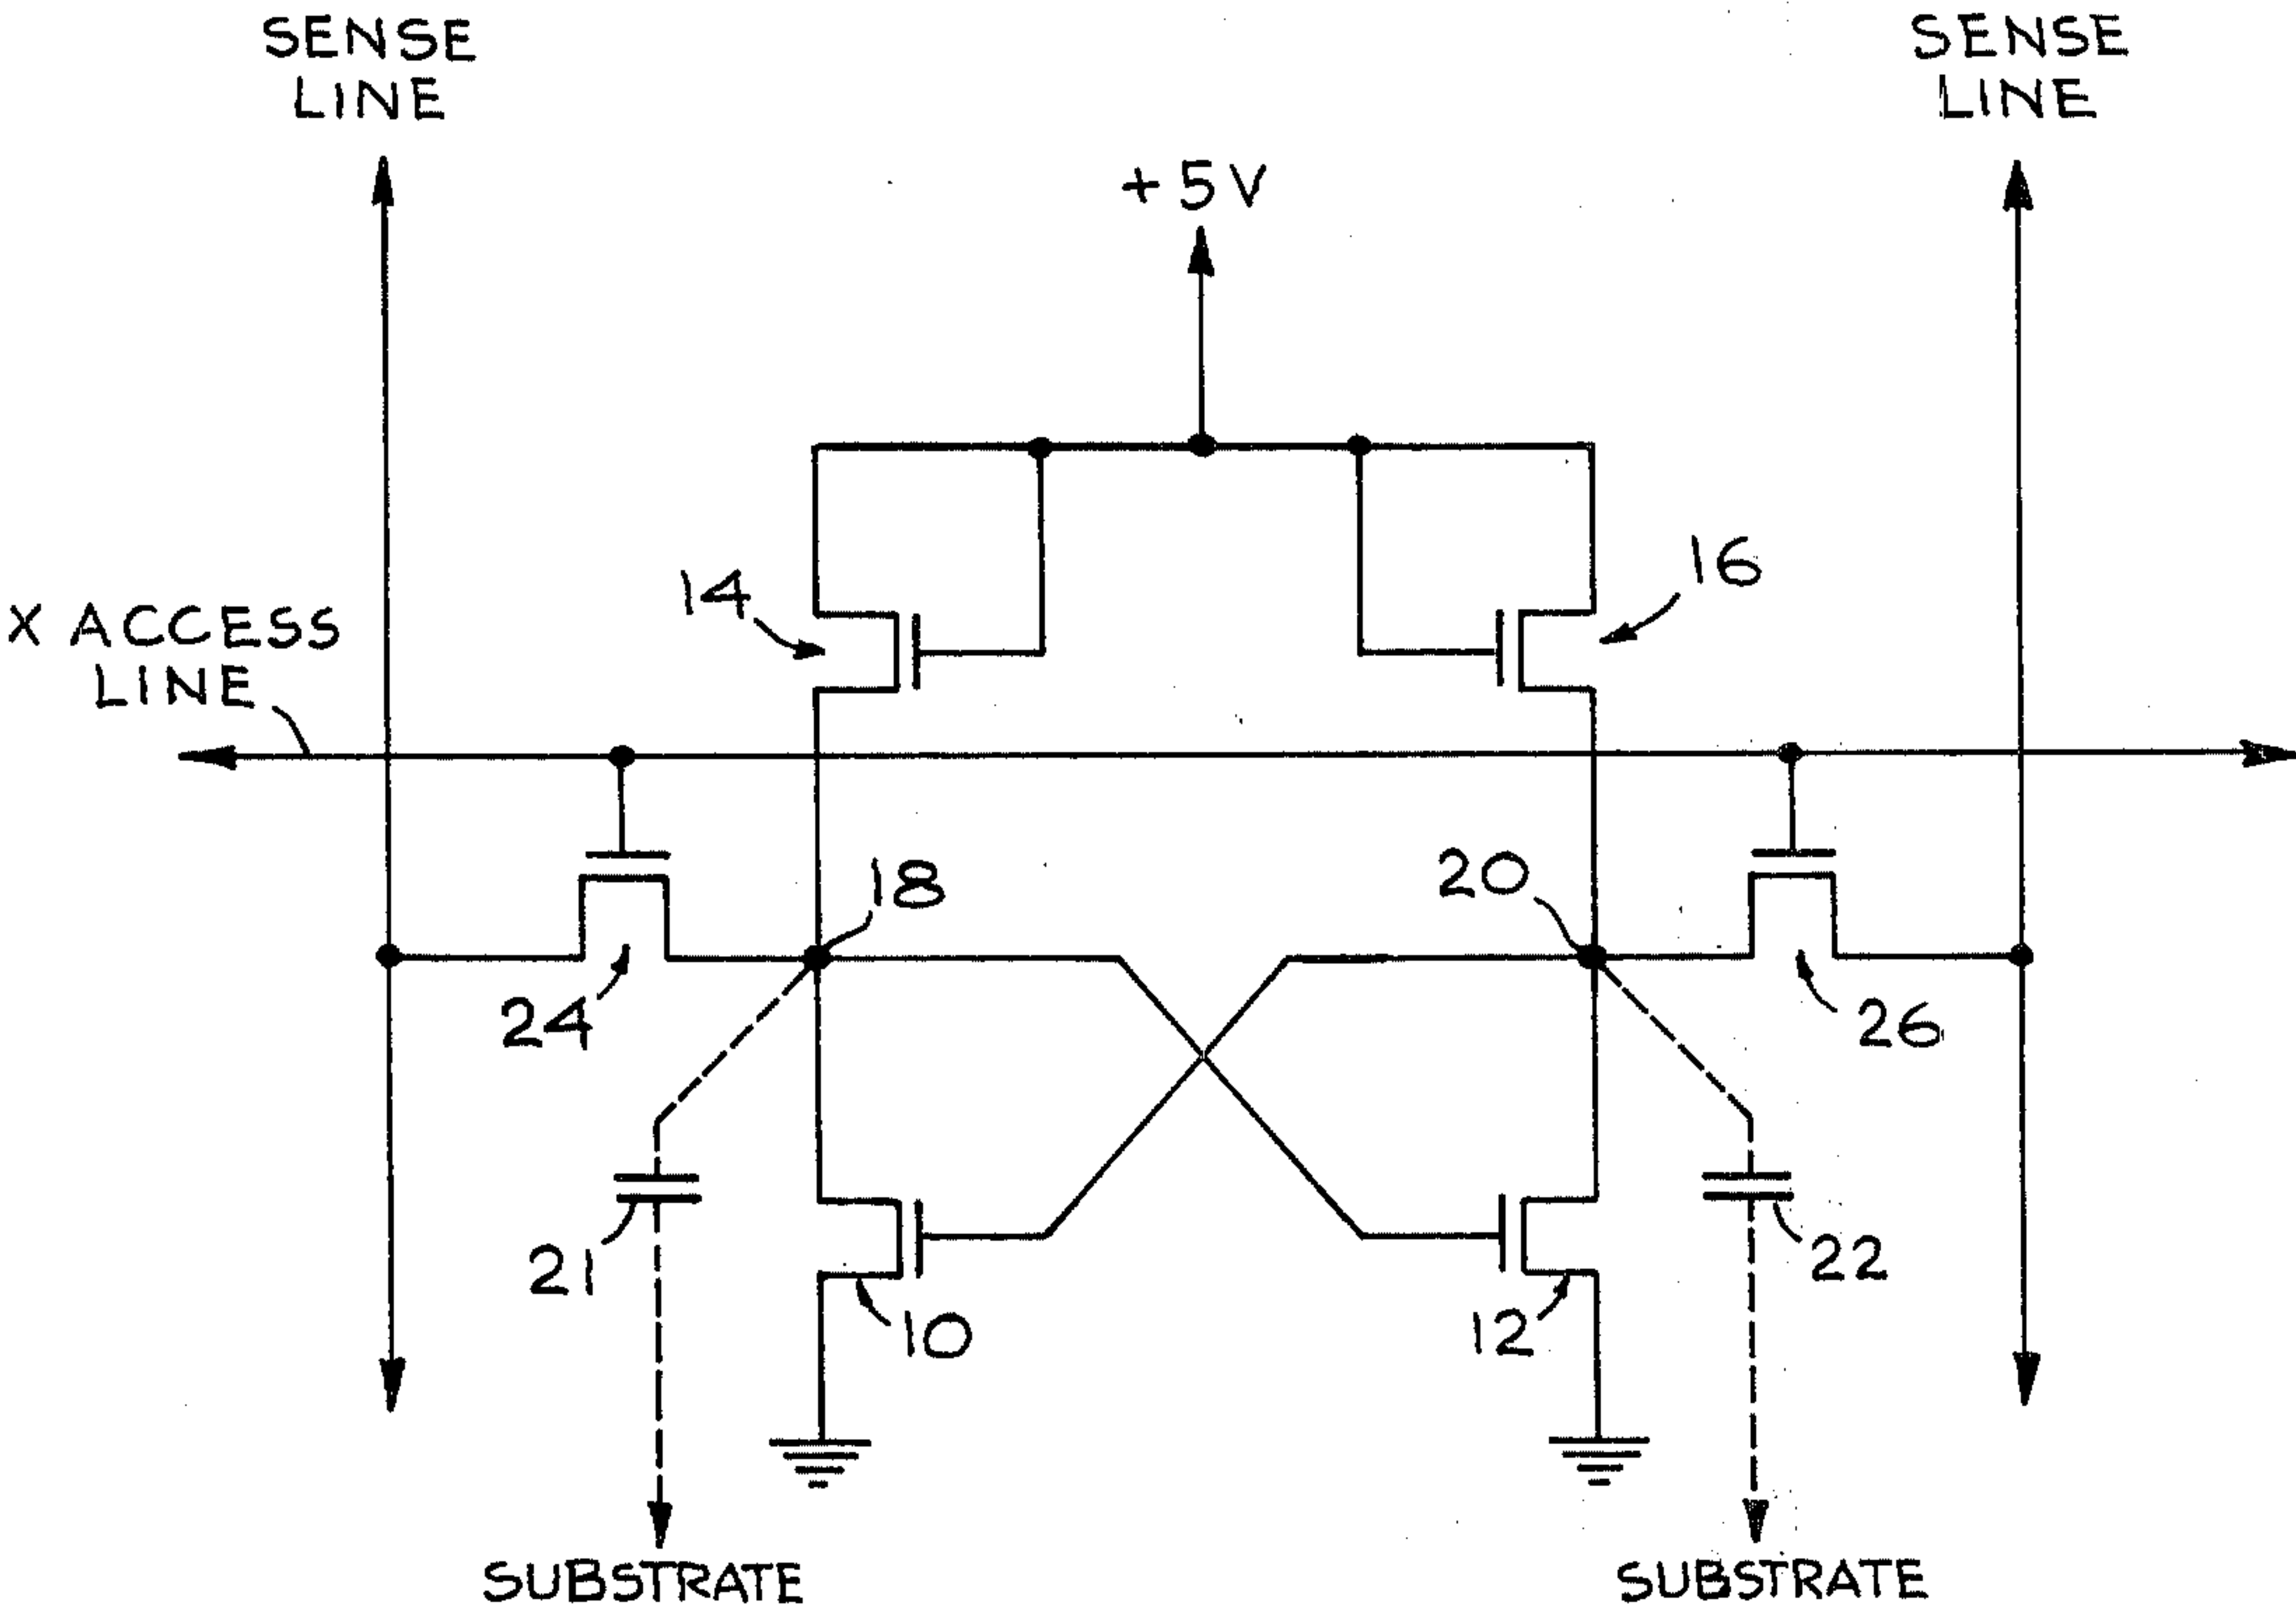 SENSE
LINE
SENSE
LINE
+5V
14
16
X ACCESS
LINE
18
20
24
26
21
22
10
12
SUBSTRATE
SUBSTRATE